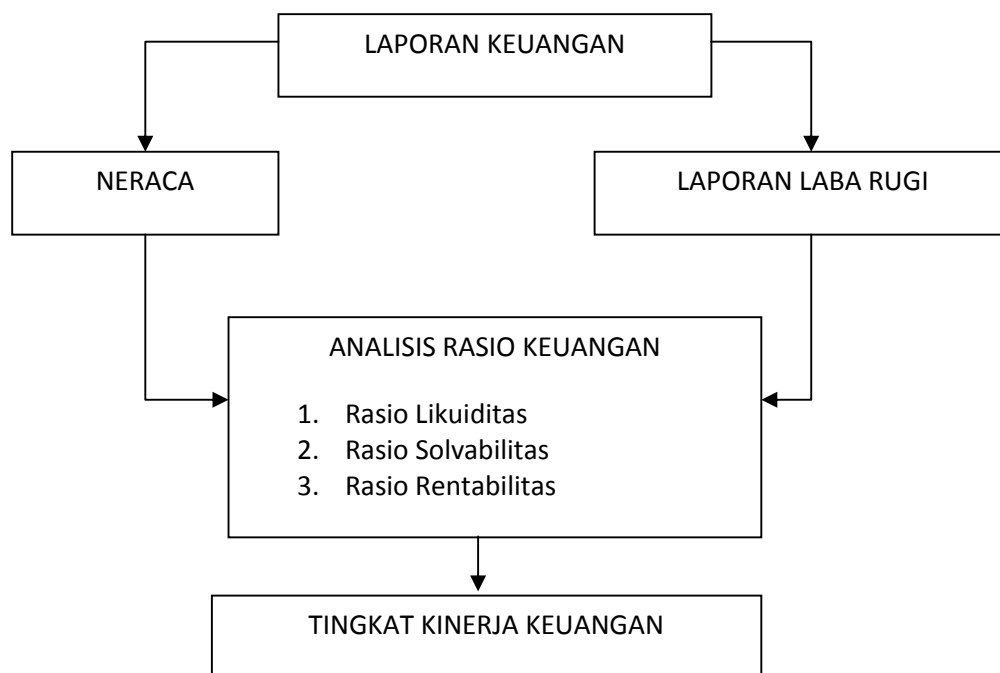 LAPORAN KEUANGAN
NERACA
LAPORAN LABA RUGI
ANALISIS RASIO KEUANGAN
1. Rasio Likuiditas
2. Rasio Solvabilitas
3. Rasio Rentabilitas
TINGKAT KINERJA KEUANGAN